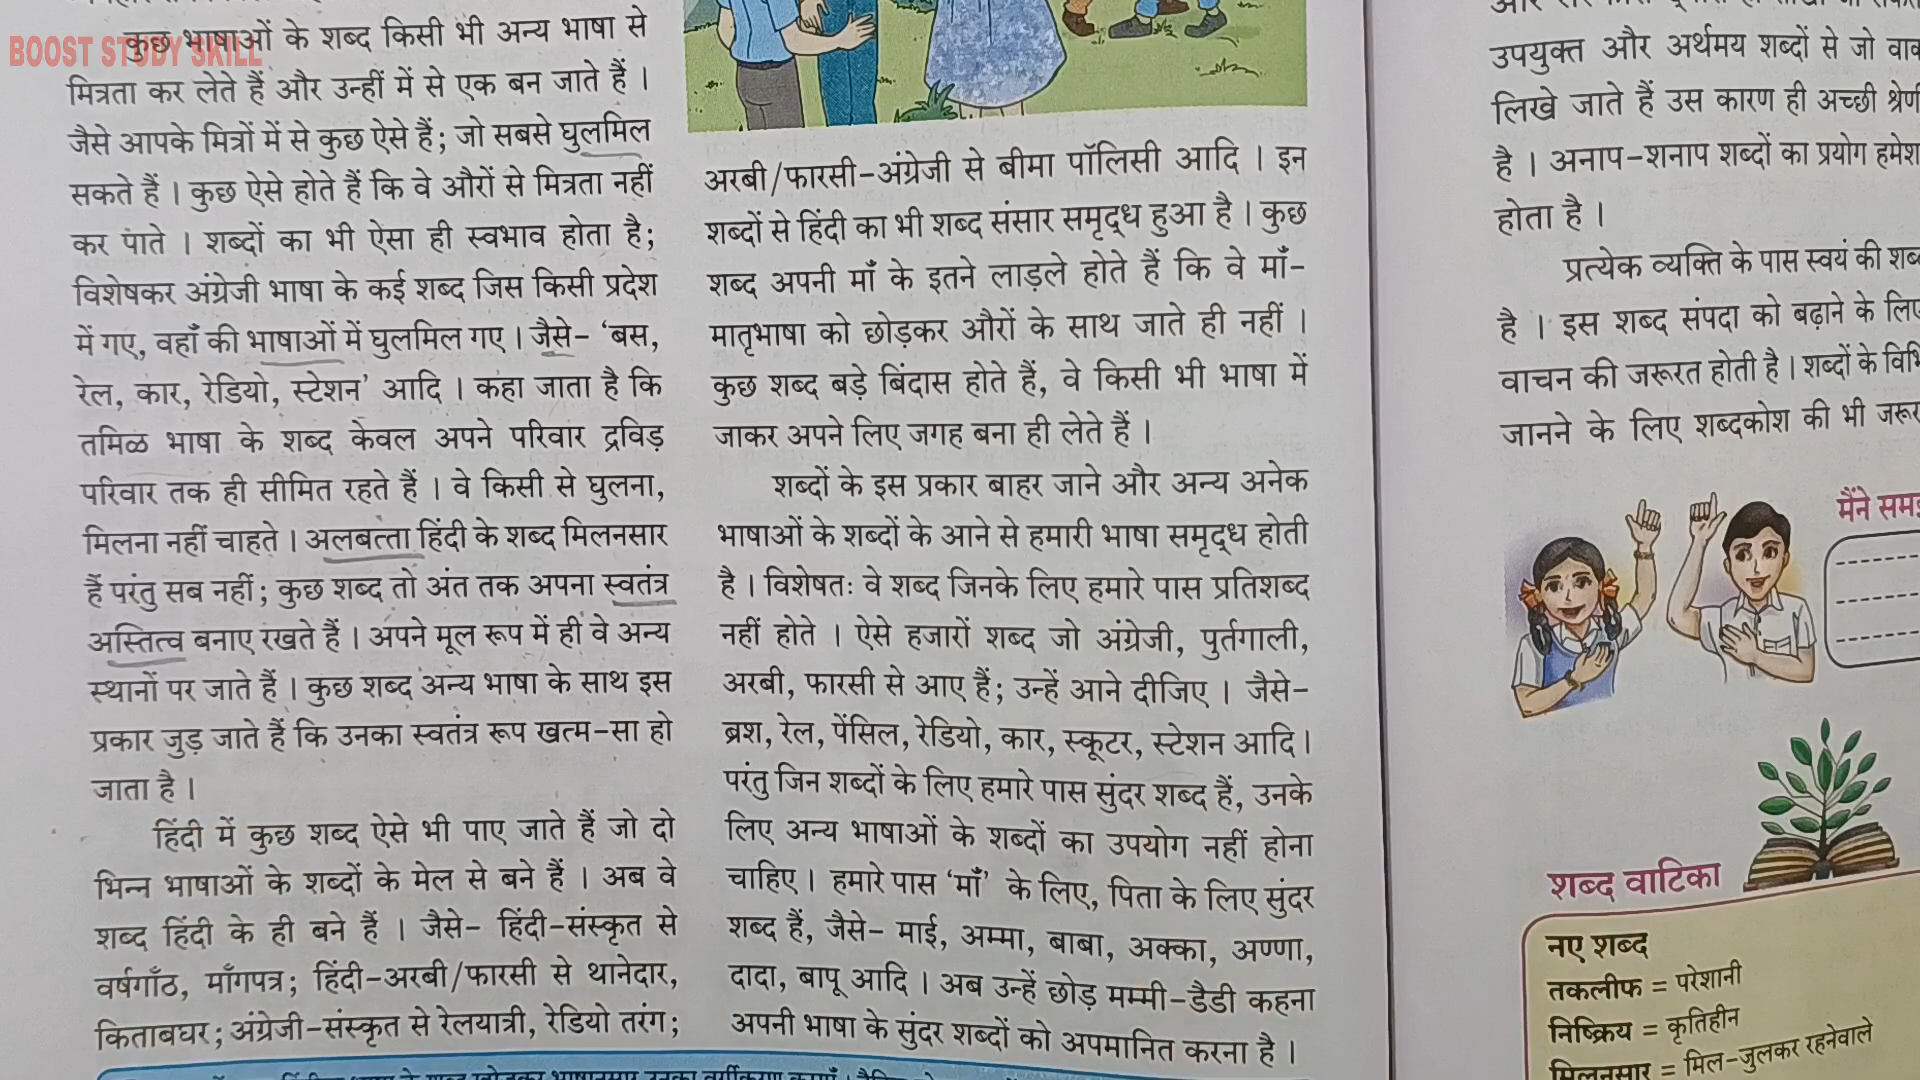 BOOST STUDY SKILL
कुछ भाषाओं के शब्द किसी भी अन्य भाषा से
मित्रता कर लेते हैं और उन्हीं में से एक बन जाते हैं ।
जैसे आपके मित्रों में से कुछ ऐसे हैं; जो सबसे घुलमिल
सकते हैं । कुछ ऐसे होते हैं कि वे औरों से मित्रता नहीं
कर पाते । शब्दों का भी ऐसा ही स्वभाव होता है;
विशेषकर अंग्रेजी भाषा के कई शब्द जिस किसी प्रदेश
में गए, वहाँ की भाषाओं में घुलमिल गए । जैसे- ‘बस,
रेल, कार, रेडियो, स्टेशन’ आदि । कहा जाता है कि
तमिळ भाषा के शब्द केवल अपने परिवार द्रविड़
परिवार तक ही सीमित रहते हैं । वे किसी से घुलना,
मिलना नहीं चाहते । अलबत्ता हिंदी के शब्द मिलनसार
हैं परंतु सब नहीं; कुछ शब्द तो अंत तक अपना स्वतंत्र
अस्तित्व बनाए रखते हैं । अपने मूल रूप में ही वे अन्य
स्थानों पर जाते हैं । कुछ शब्द अन्य भाषा के साथ इस
प्रकार जुड़ जाते हैं कि उनका स्वतंत्र रूप खत्म-सा हो
जाता है ।
हिंदी में कुछ शब्द ऐसे भी पाए जाते हैं जो दो
भिन्न भाषाओं के शब्दों के मेल से बने हैं । अब वे
शब्द हिंदी के ही बने हैं । जैसे- हिंदी-संस्कृत से
वर्षगाँठ, माँगपत्र; हिंदी-अरबी/फारसी से थानेदार,
किताबघर; अंग्रेजी-संस्कृत से रेलयात्री, रेडियो तरंग;
अरबी/फारसी-अंग्रेजी से बीमा पॉलिसी आदि । इन
शब्दों से हिंदी का भी शब्द संसार समृद्ध हुआ है । कुछ
शब्द अपनी माँ के इतने लाड़ले होते हैं कि वे माँ-
मातृभाषा को छोड़कर औरों के साथ जाते ही नहीं ।
कुछ शब्द बड़े बिंदास होते हैं, वे किसी भी भाषा में
जाकर अपने लिए जगह बना ही लेते हैं ।
शब्दों के इस प्रकार बाहर जाने और अन्य अनेक
भाषाओं के शब्दों के आने से हमारी भाषा समृद्ध होती
है । विशेषतः वे शब्द जिनके लिए हमारे पास प्रतिशब्द
नहीं होते । ऐसे हजारों शब्द जो अंग्रेजी, पुर्तगाली,
अरबी, फारसी से आए हैं; उन्हें आने दीजिए । जैसे-
ब्रश, रेल, पेंसिल, रेडियो, कार, स्कूटर, स्टेशन आदि ।
परंतु जिन शब्दों के लिए हमारे पास सुंदर शब्द हैं, उनके
लिए अन्य भाषाओं के शब्दों का उपयोग नहीं होना
चाहिए । हमारे पास ‘माँ’ के लिए, पिता के लिए सुंदर
शब्द हैं, जैसे- माई, अम्मा, बाबा, अक्का, अण्णा,
दादा, बापू आदि । अब उन्हें छोड़ मम्मी-डैडी कहना
अपनी भाषा के सुंदर शब्दों को अपमानित करना है ।
उपयुक्त और अर्थमय शब्दों से जो
लिखे जाते हैं उस कारण ही अच्छी
है । अनाप-शनाप शब्दों का प्रयोग
होता है ।
प्रत्येक व्यक्ति के पास स्वयं की
है । इस शब्द संपदा को बढ़ाने के
वाचन की जरूरत होती है । शब्दों के
जानने के लिए शब्दकोश की भी
मैंने
शब्द वाटिका
नए शब्द
तकलीफ = परेशानी
निष्क्रिय = कृतिहीन
मिलनसार = मिल-जुलकर रहनेवाले